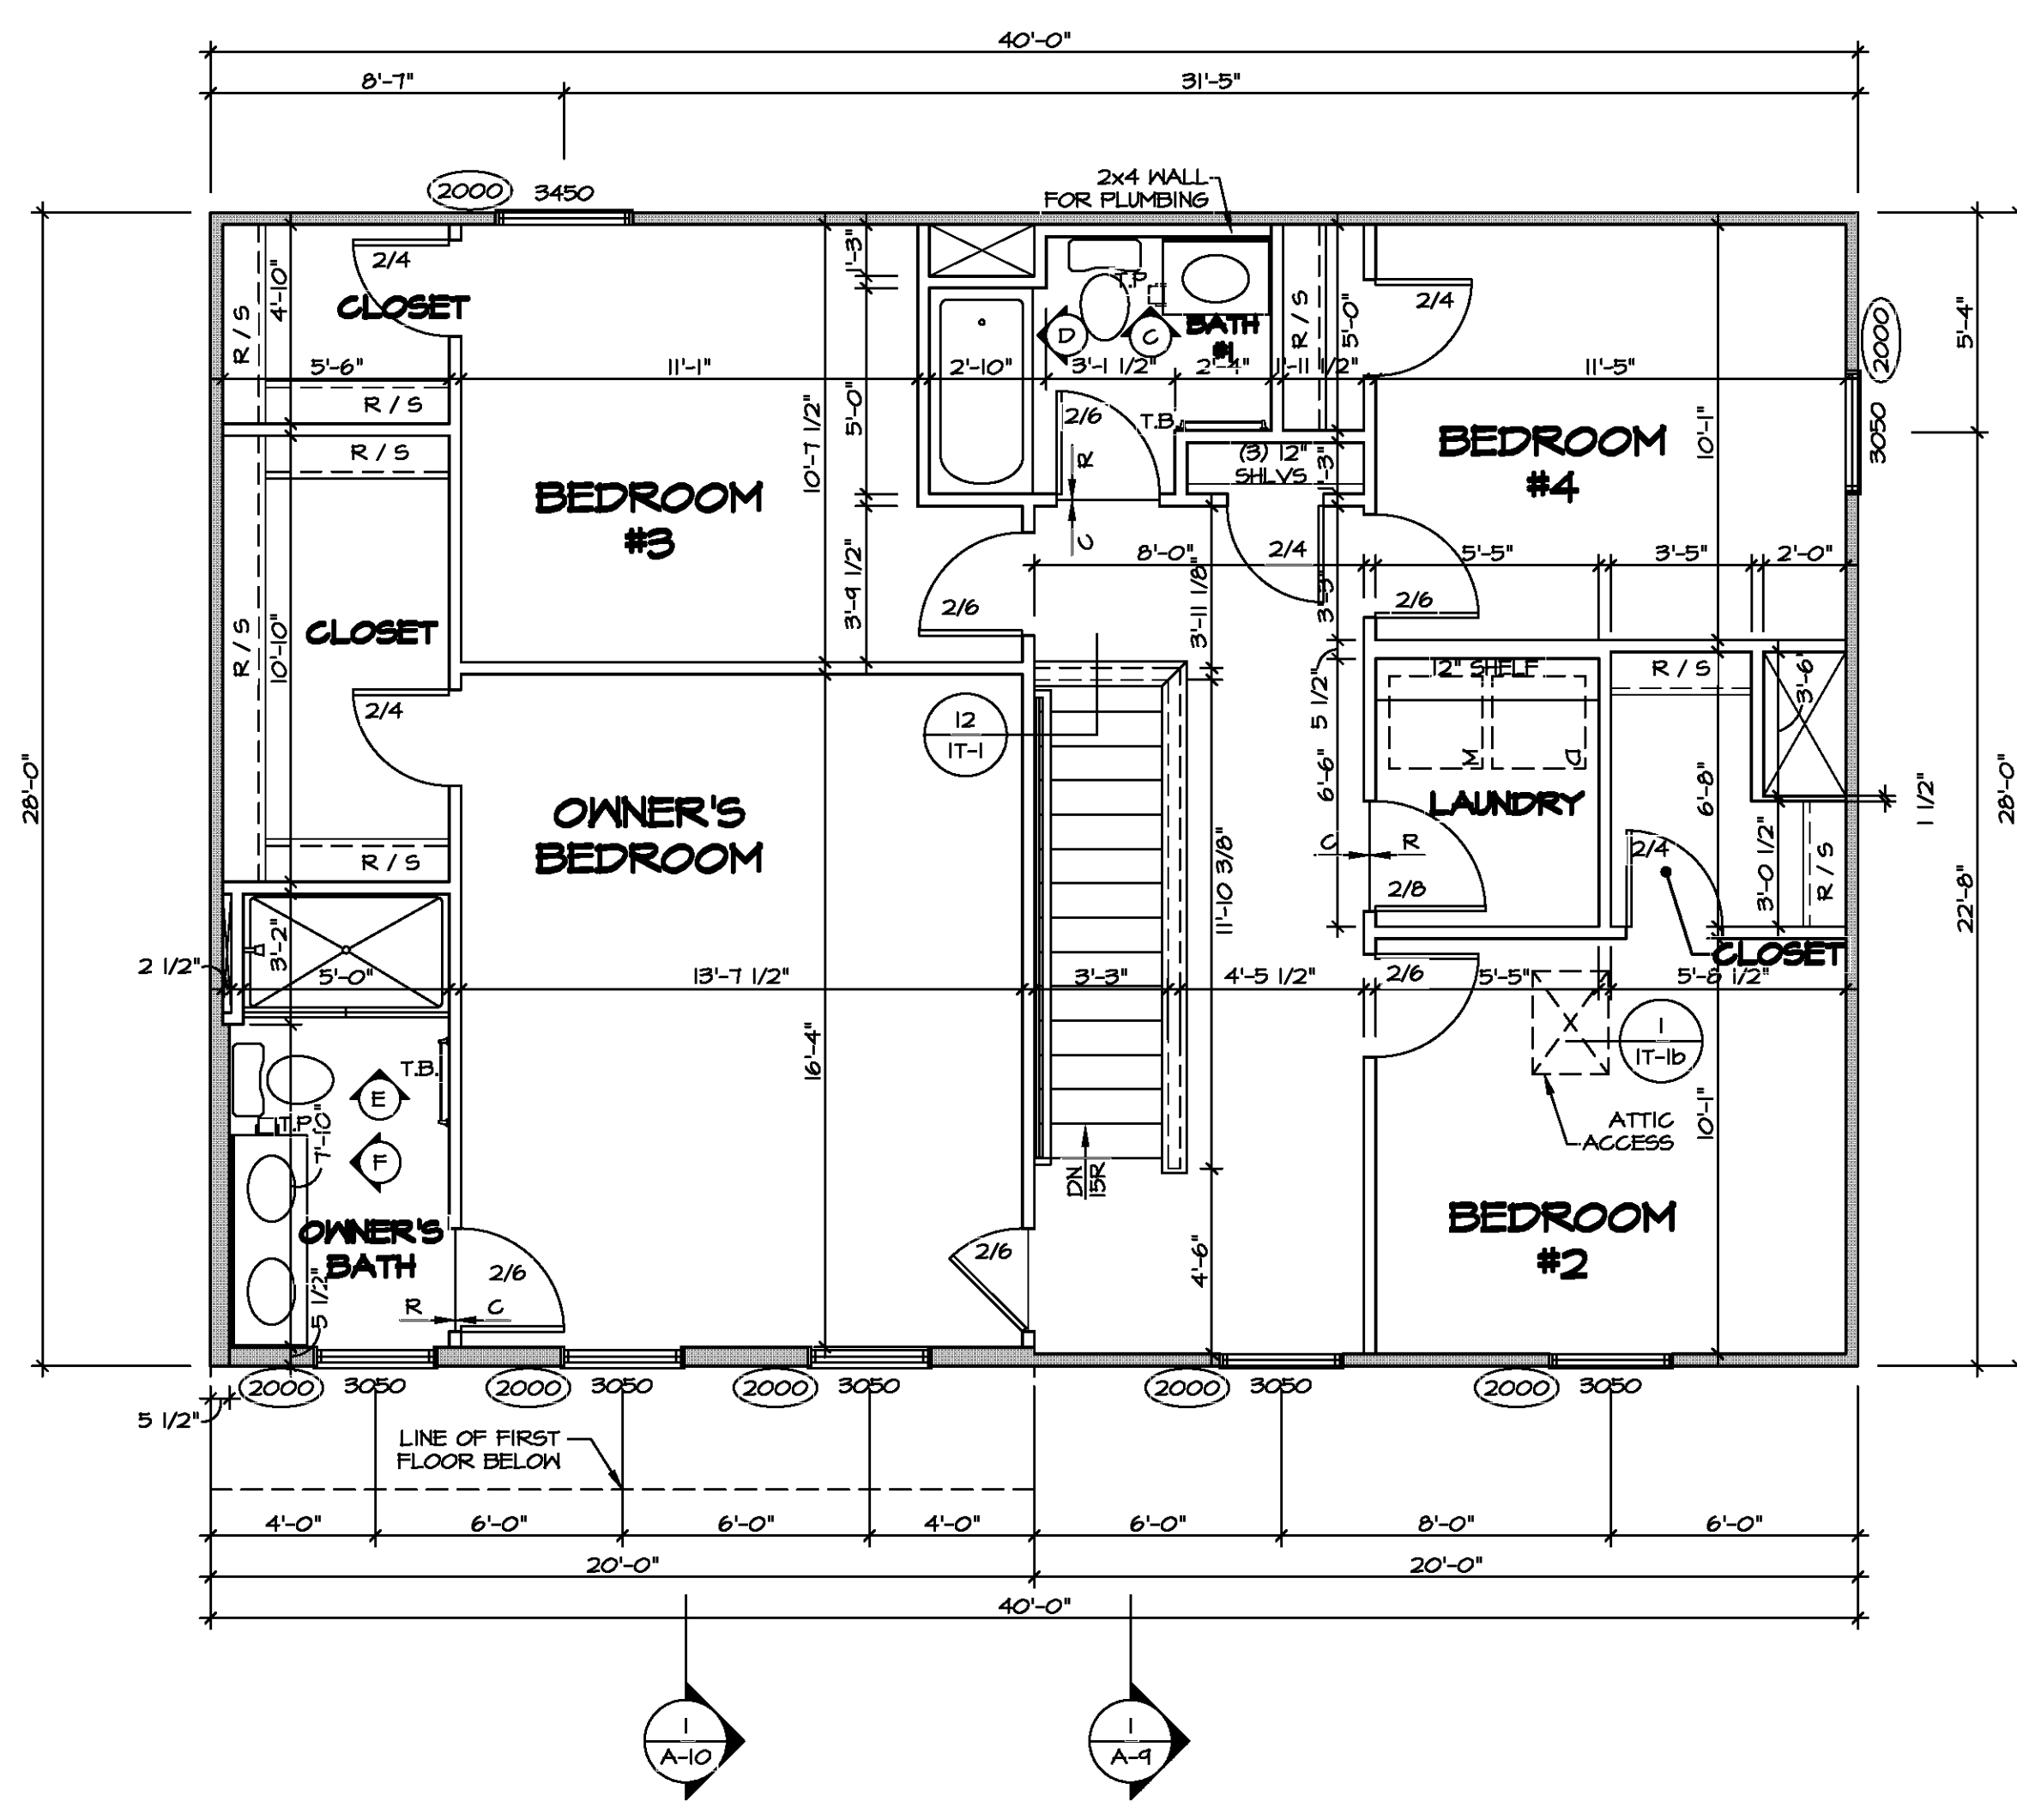 40'-0"
8'-7"
31'-5"
2x4 WALL
FOR PLUMBING
2000
3450
2/4
CLOSET
R / S
4'-10"
5'-6"
R / S
11'-1"
1'-3"
5'-0"
10'-7 1/2"
2'-10"
3'-1 1/2"
2'-4"
1'-11 1/2"
T.P.
D
C
BATH
#1
R / S
5'-0"
2/4
11'-5"
5'-4"
2000
3050
R / S
BEDROOM
#3
2/6
T.B.
R
C
(3) 12"
SHLVS
1'-3"
BEDROOM
#4
10'-1"
3'-9 1/2"
8'-0"
2/4
5'-5"
3'-5"
2'-0"
3'-11 1/8"
3'-3"
2/6
2/6
CLOSET
R / S
10'-10"
2/4
12" SHELF
R / S
3'-6"
5 1/2"
12
1T-1
W
D
28'-0"
OWNER'S
BEDROOM
6'-6"
LAUNDRY
6'-8"
1 1/2"
28'-0"
R / S
C
R
2/4
3'-0 1/2"
R / S
2/8
11'-10 3/8"
22'-8"
CLOSET
2 1/2"
3'-2"
5'-0"
13'-7 1/2"
3'-3"
4'-5 1/2"
2/6
5'-5"
5'-8 1/2"
16'-4"
1
1T-1b
T.B.
E
T.P.
7'-10"
F
ATTIC
ACCESS
10'-1"
DN
15R
OWNER'S
BATH
5 1/2"
2/6
R
C
2/6
4'-6"
BEDROOM
#2
2000
3050
2000
3050
2000
3050
2000
3050
2000
3050
5 1/2"
LINE OF FIRST
FLOOR BELOW
4'-0"
6'-0"
6'-0"
4'-0"
6'-0"
8'-0"
6'-0"
20'-0"
20'-0"
40'-0"
1
A-10
1
A-9